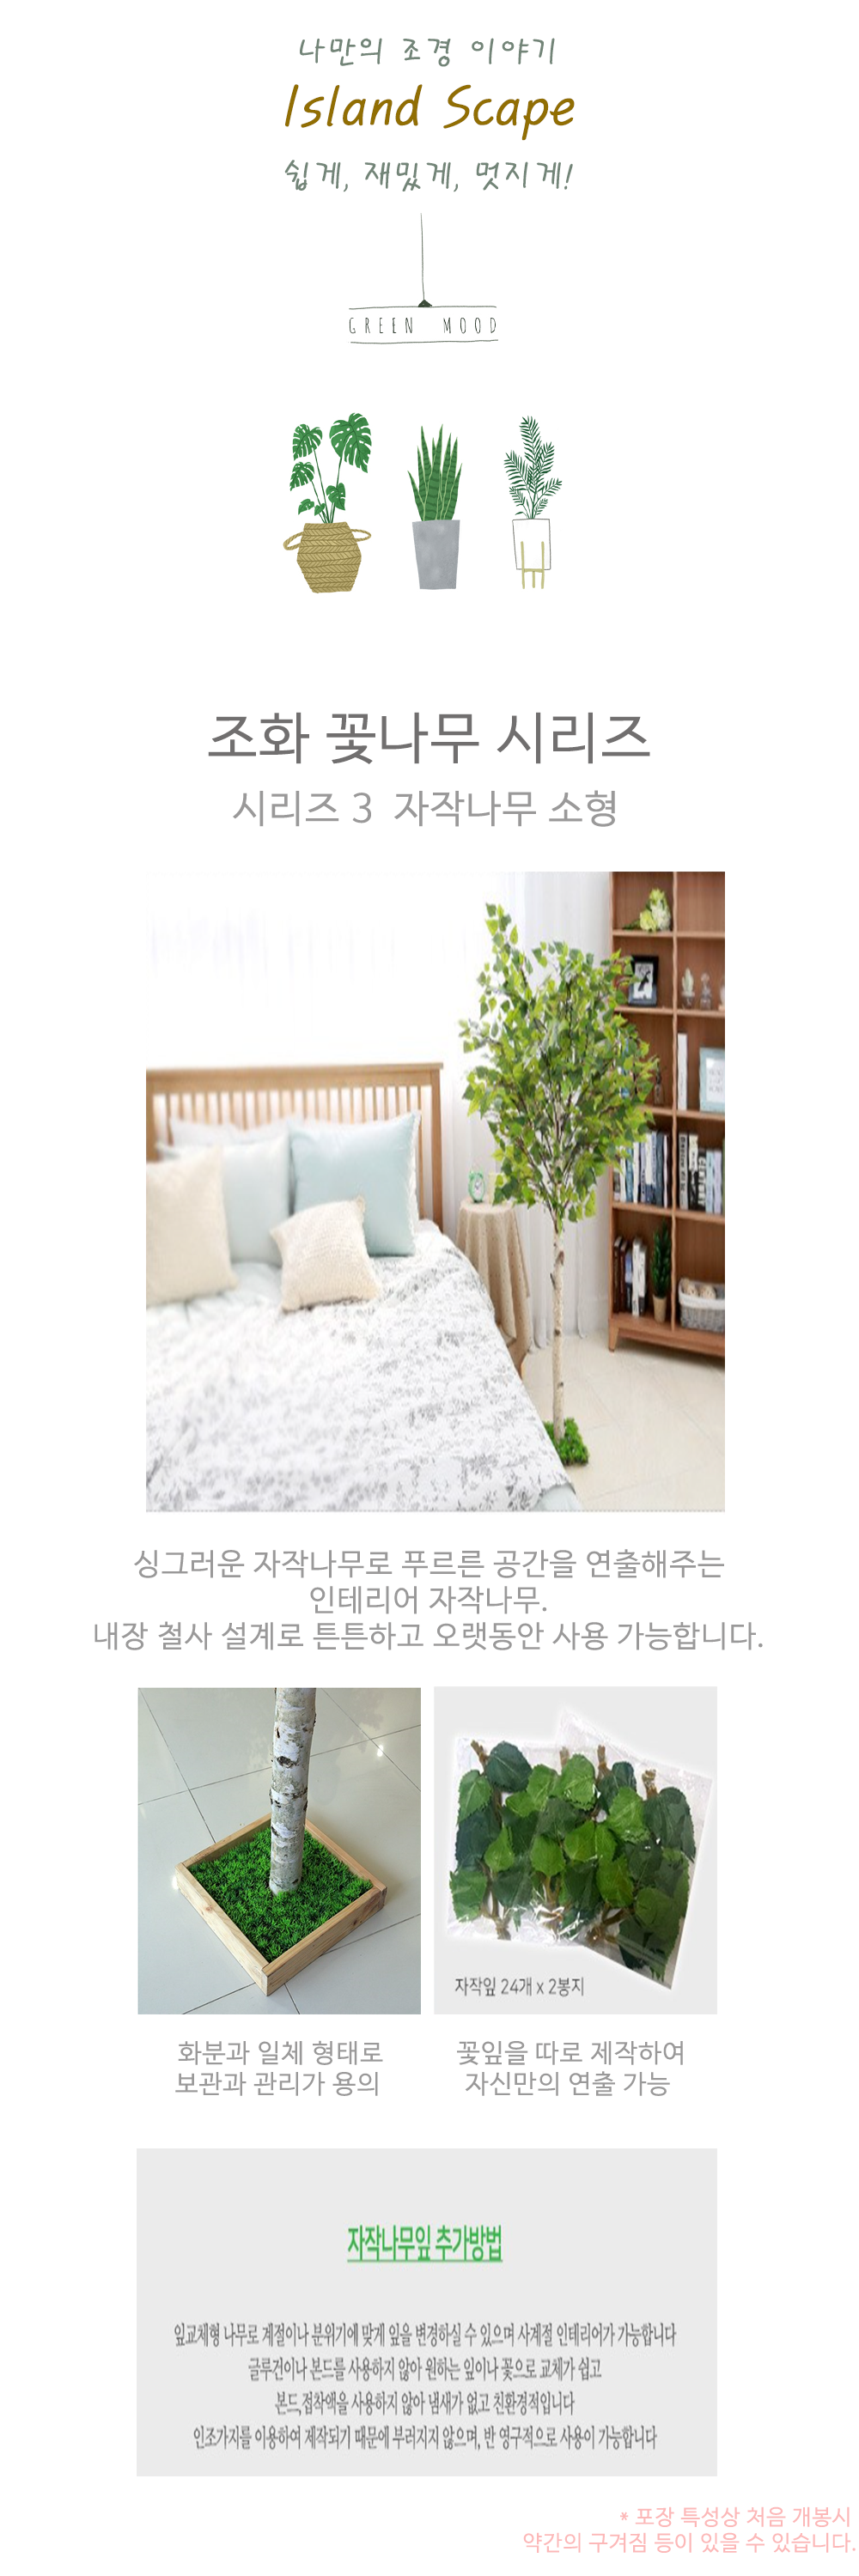 나만의 조경 이야기
Island Scape
쉽게, 재밌게, 멋지게!
GREEN MOOD
조화 꽃나무 시리즈
시리즈 3 자작나무 소형
싱그러운 자작나무로 푸르른 공간을 연출해주는
인테리어 자작나무.
내장 철사 설계로 튼튼하고 오랫동안 사용 가능합니다.
자작잎 24개 x 2봉지
화분과 일체 형태로
보관과 관리가 용의
꽃잎을 따로 제작하여
자신만의 연출 가능
자작나무잎 추가방법
잎교체형 나무로 계절이나 분위기에 맞게 잎을 변경하실 수 있으며 사계절 인테리어가 가능합니다
글루건이나 본드를 사용하지 않아 원하는 잎이나 꽃으로 교체가 쉽고
본드,접착액을 사용하지 않아 냄새가 없고 친환경적입니다
인조가지를 이용하여 제작되기 때문에 부러지지 않으며, 반 영구적으로 사용이 가능합니다
* 포장 특성상 처음 개봉시
약간의 구겨짐 등이 있을 수 있습니다.